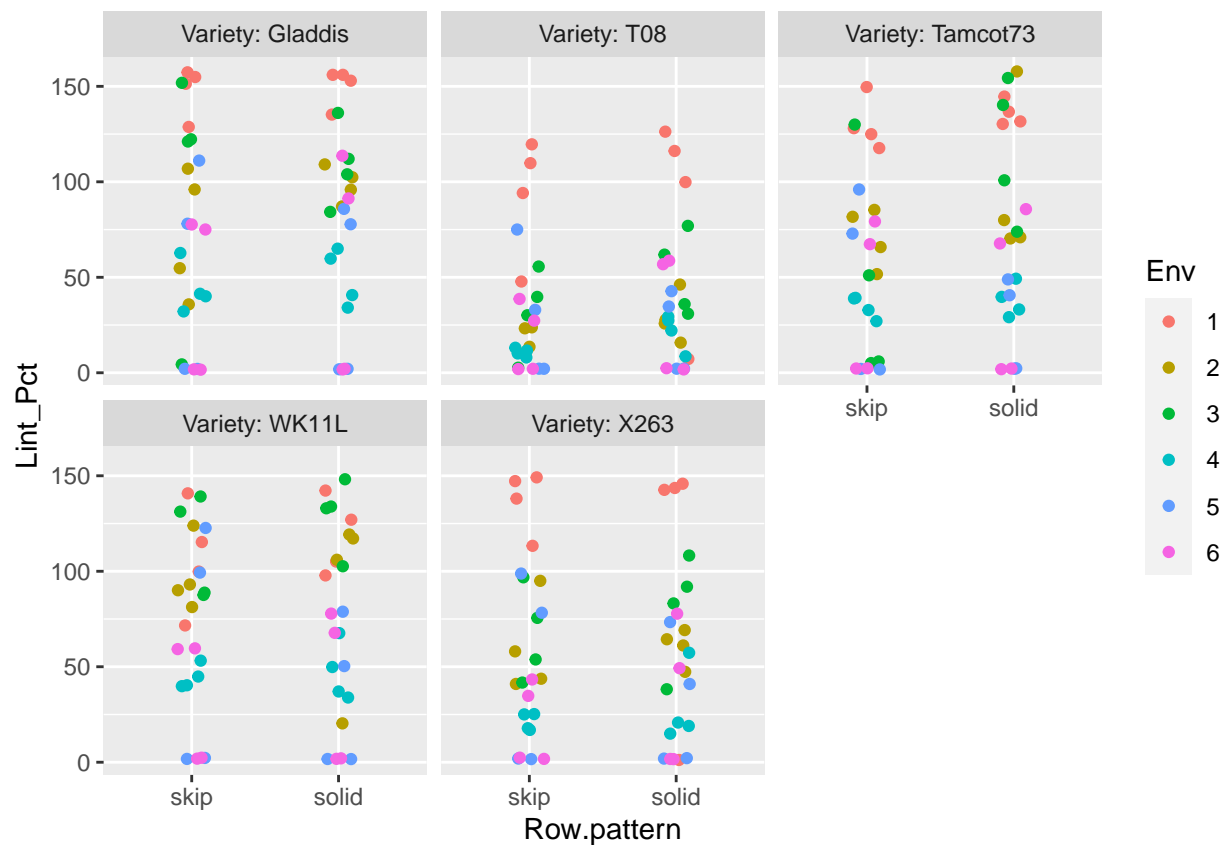 Variety: Gladdis
Variety: T08
Variety: Tamcot73
150
100
50
0
skip
solid
Variety: WK11L
Variety: X263
150
100
50
0
skip
solid
skip
solid
Lint_Pct
Row.pattern
Env
1
2
3
4
5
6